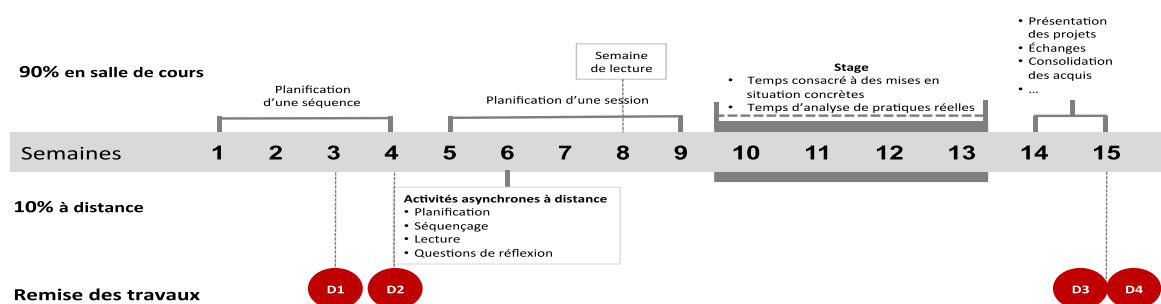 • Présentation
des projets
• Échanges
• Consolidation
des acquis
• ...
Semaine
de lecture
90% en salle de cours
Stage
• Temps consacré à des mises en
situation concrètes
• Temps d’analyse de pratiques réelles
Planification
d’une séquence
Planification d’une session
Semaines 1 2 3 4 5 6 7 8 9 10 11 12 13 14 15
10% à distance
Activités asynchrones à distance
• Planification
• Séquençage
• Lecture
• Questions de réflexion
Remise des travaux
D1 D2 D3 D4